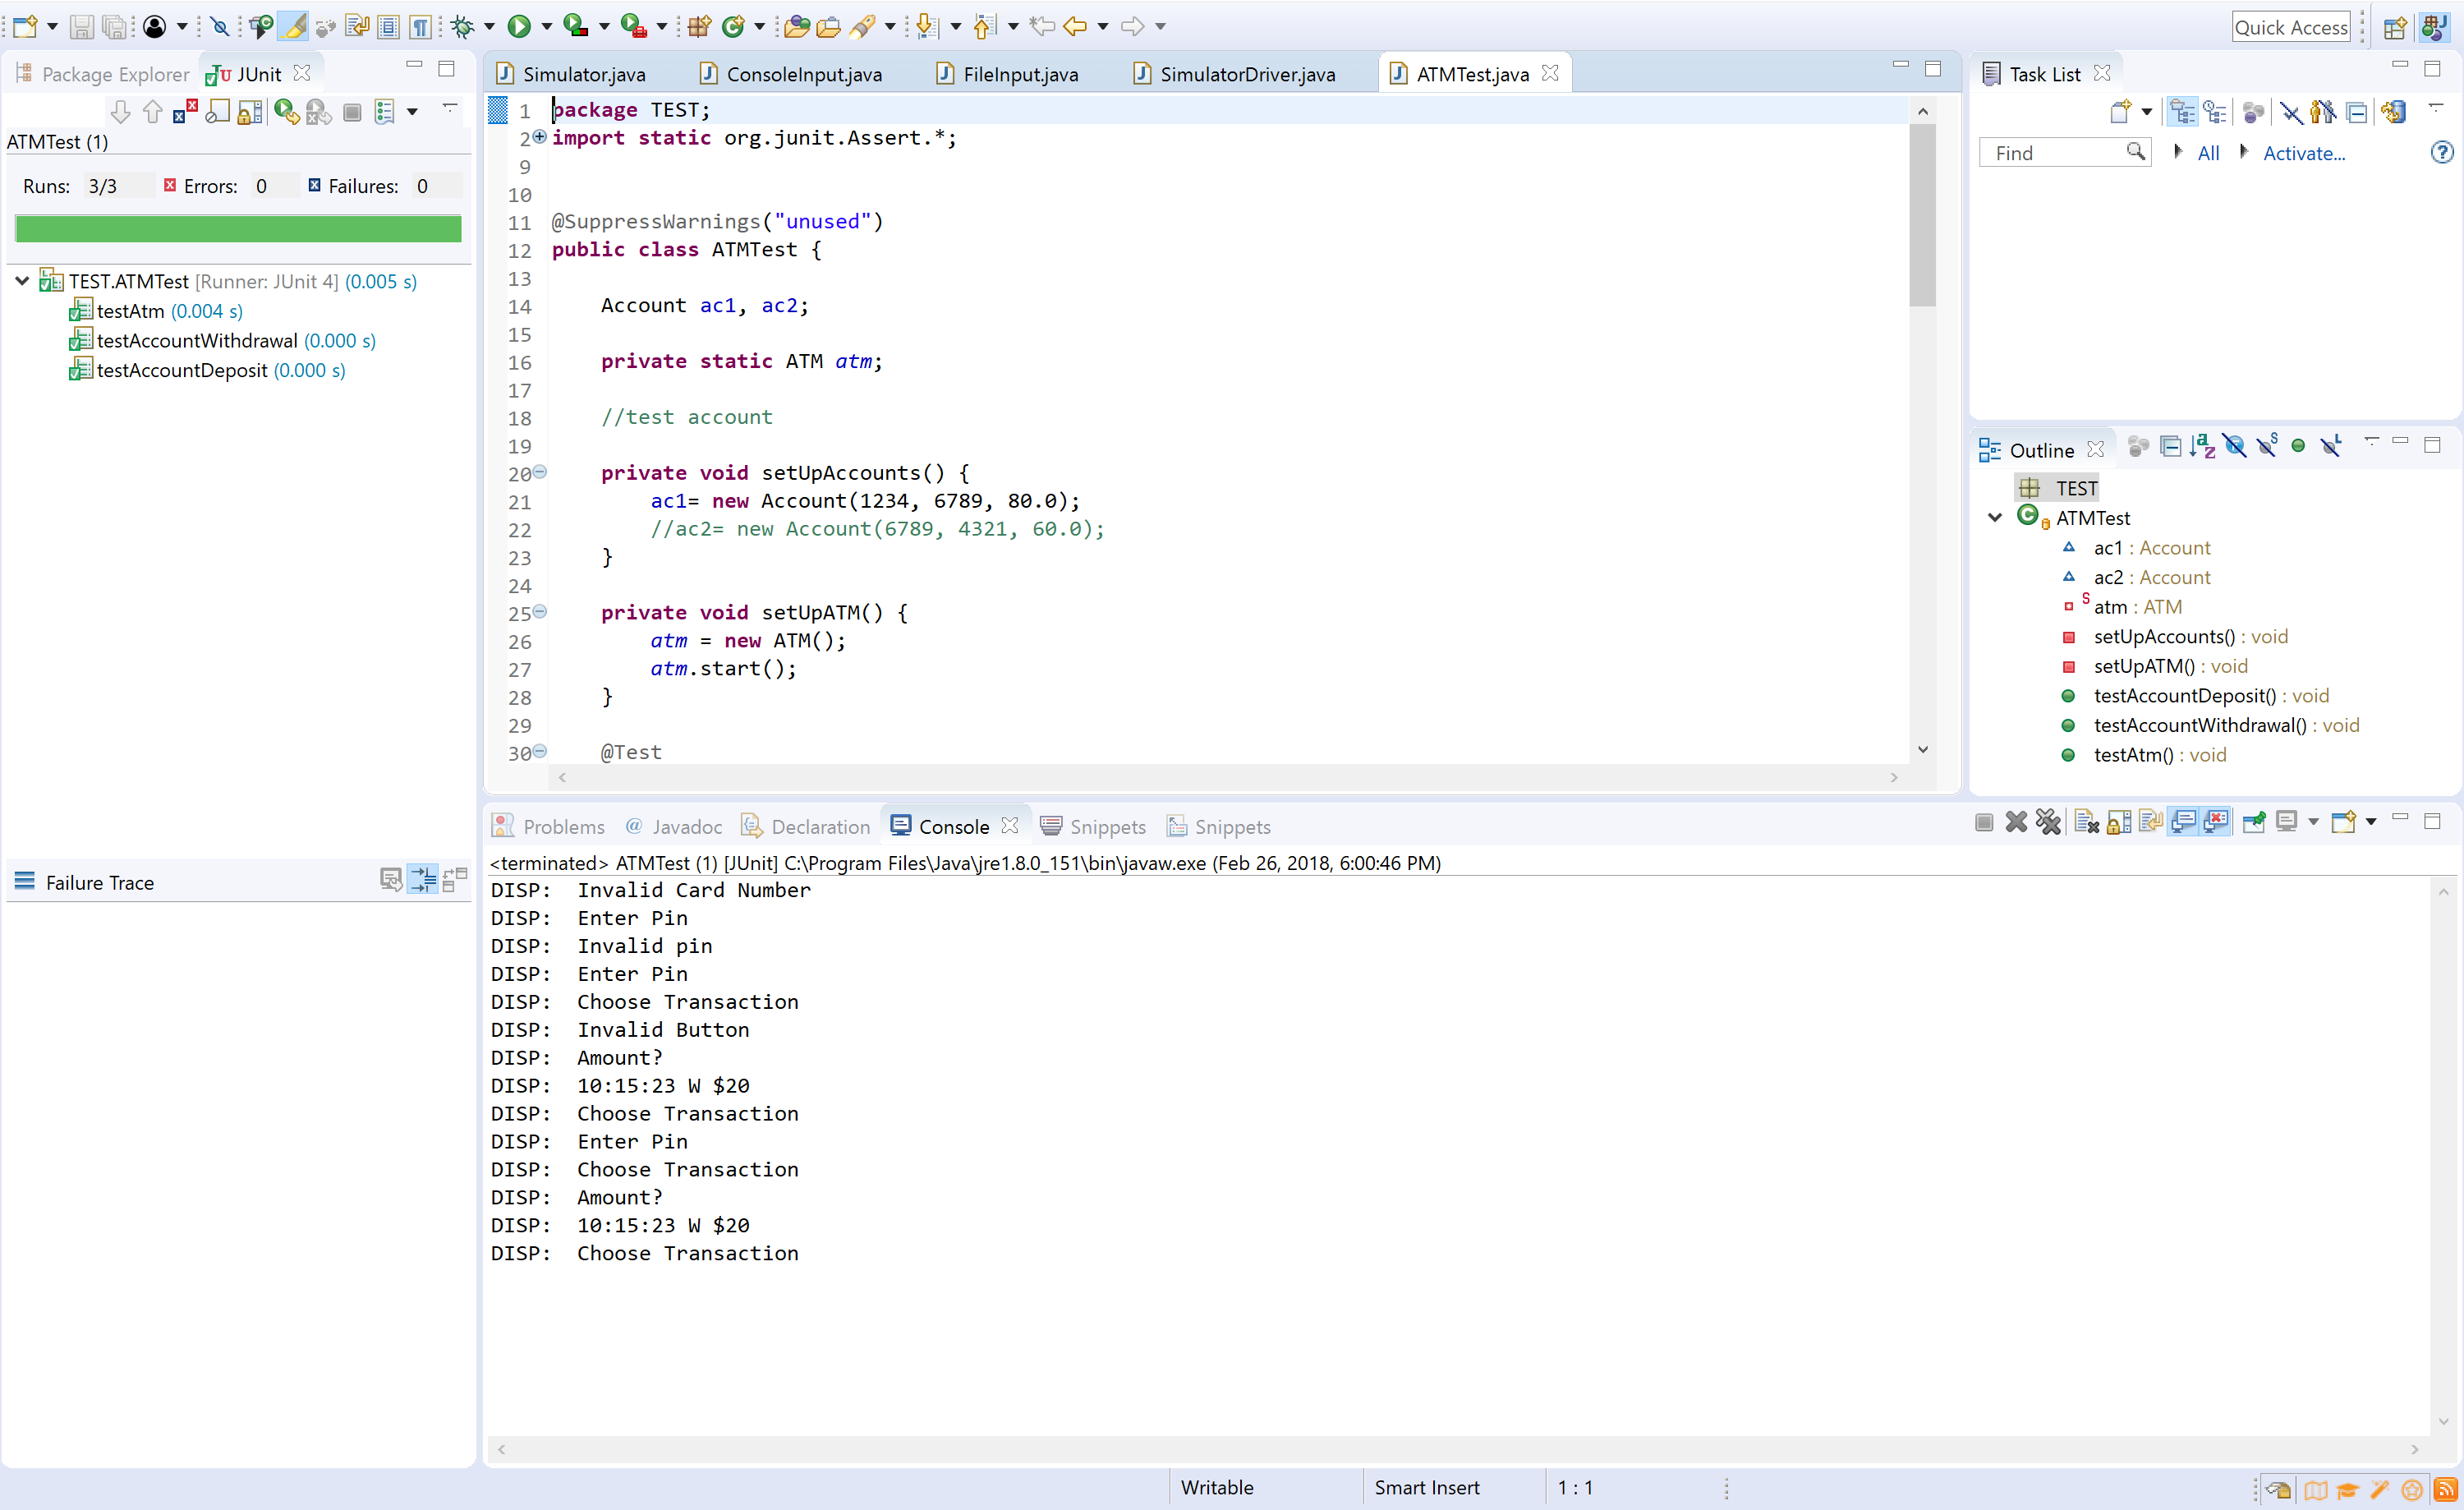 Quick Access
Package Explorer
JUnit
ATMTest (1)
Runs: 3/3
Errors: 0
Failures: 0
TEST.ATMTest [Runner: JUnit 4] (0.005 s)
testAtm (0.004 s)
testAccountWithdrawal (0.000 s)
testAccountDeposit (0.000 s)
Failure Trace
Simulator.java
ConsoleInput.java
FileInput.java
SimulatorDriver.java
ATMTest.java
1 package TEST;
2 import static org.junit.Assert.*;
9
10
11 @SuppressWarnings("unused")
12 public class ATMTest {
13
14 Account ac1, ac2;
15
16 private static ATM atm;
17
18 //test account
19
20 private void setUpAccounts() {
21 ac1= new Account(1234, 6789, 80.0);
22 //ac2= new Account(6789, 4321, 60.0);
23 }
24
25 private void setUpATM() {
26 atm = new ATM();
27 atm.start();
28 }
29
30 @Test
Task List
Find
All
Activate...
Outline
TEST
ATMTest
ac1 : Account
ac2 : Account
atm : ATM
setUpAccounts() : void
setUpATM() : void
testAccountDeposit() : void
testAccountWithdrawal() : void
testAtm() : void
Problems
@ Javadoc
Declaration
Console
Snippets
Snippets
<terminated> ATMTest (1) [JUnit] C:\Program Files\Java\jre1.8.0_151\bin\javaw.exe (Feb 26, 2018, 6:00:46 PM)
DISP: Invalid Card Number
DISP: Enter Pin
DISP: Invalid pin
DISP: Enter Pin
DISP: Choose Transaction
DISP: Invalid Button
DISP: Amount?
DISP: 10:15:23 W $20
DISP: Choose Transaction
DISP: Enter Pin
DISP: Choose Transaction
DISP: Amount?
DISP: 10:15:23 W $20
DISP: Choose Transaction
Writable
Smart Insert
1 : 1